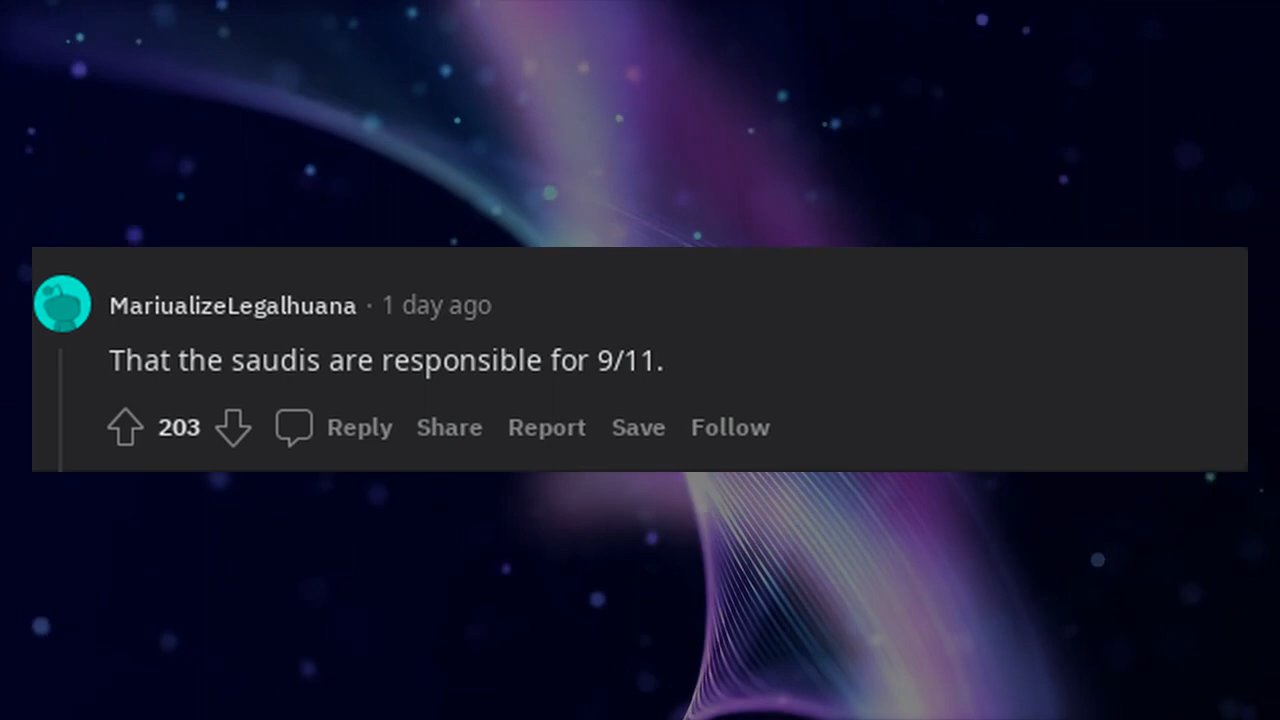 MariualizeLegalhuana · 1 day ago
That the saudis are responsible for 9/11.
203 Reply Share Report Save Follow